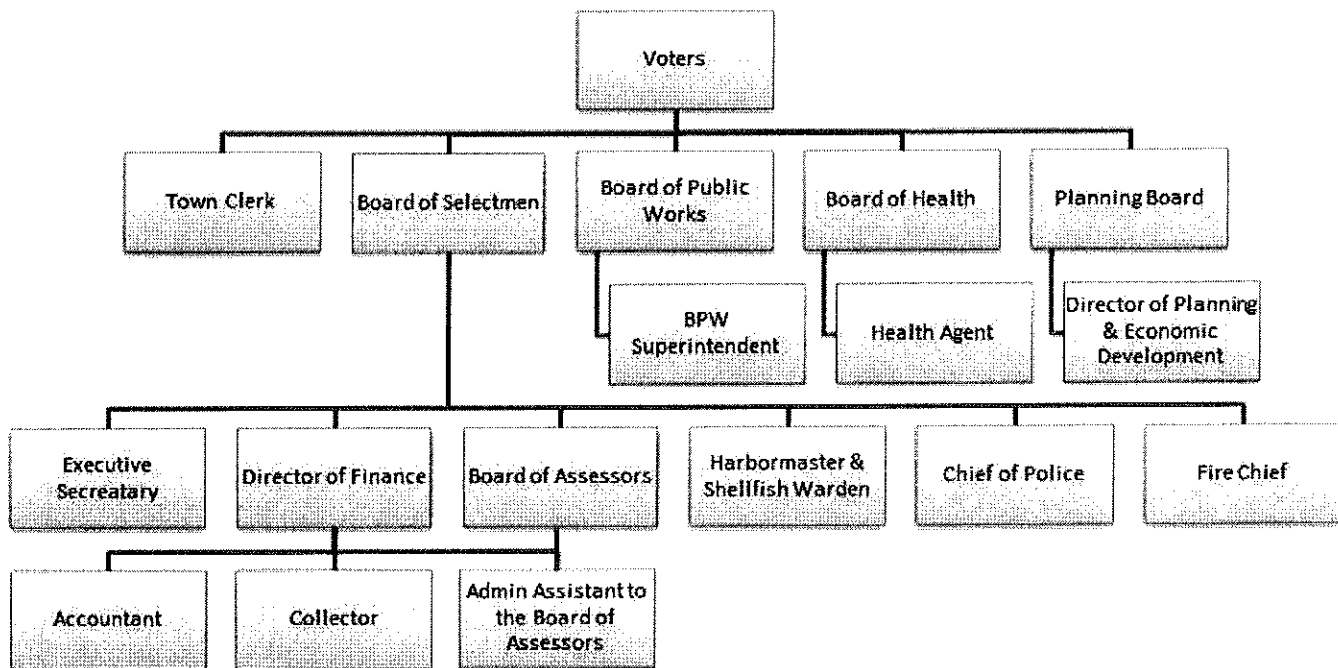 Voters
Town Clerk
Board of Selectmen
Board of Public
Works
Board of Health
Planning Board
BPW
Superintendent
Health Agent
Director of Planning
& Economic
Development
Executive
Secreatary
Director of Finance
Board of Assessors
Harbormaster &
Shellfish Warden
Chief of Police
Fire Chief
Accountant
Collector
Admin Assistant to
the Board of
Assessors